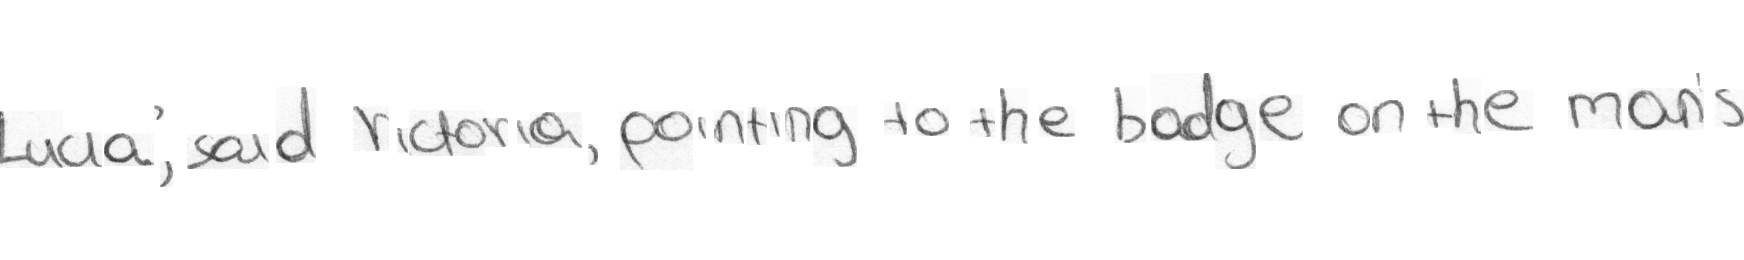 Lucia', said Victoria, pointing to the badge on the man's